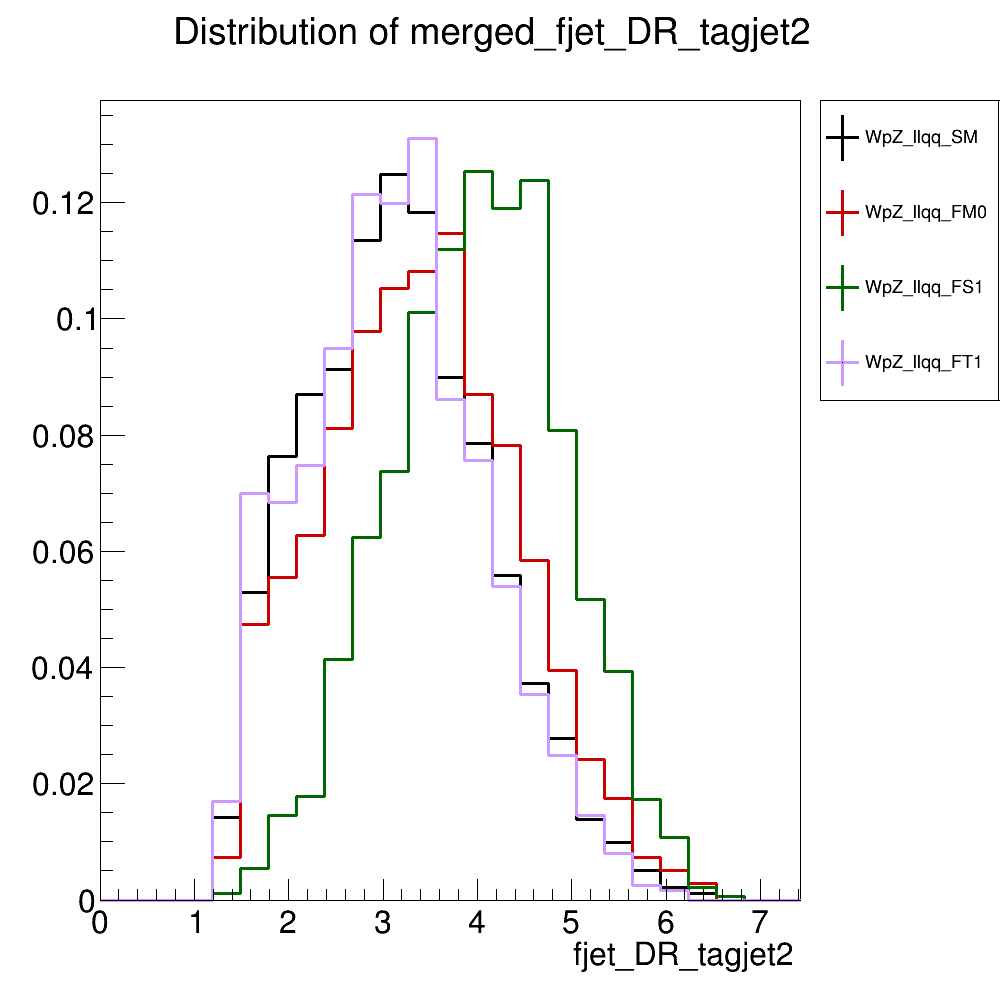 Distribution of merged_fjet_DR_tagjet2
WpZ_llqq_SM
WpZ_llqq_FM0
WpZ_llqq_FS1
WpZ_llqq_FT1
0.12
0.1
0.08
0.06
0.04
0.02
0
0 1 2 3 4 5 6 7
fjet_DR_tagjet2